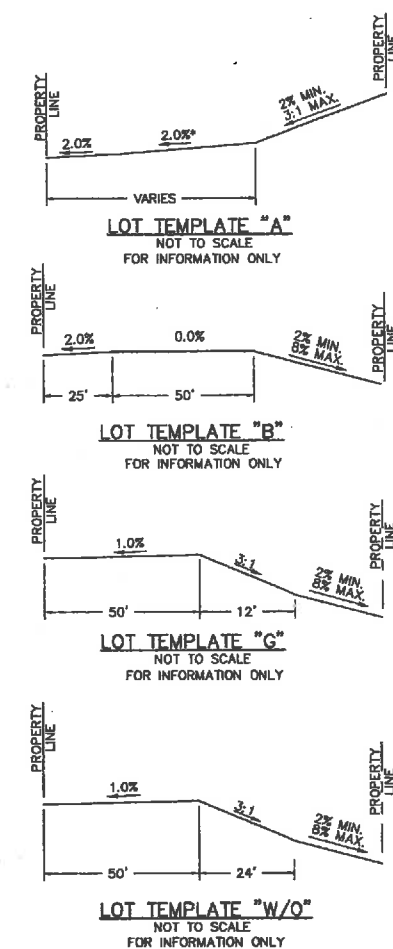 PROPERTY
LINE
2.0%
2.0%*
2% MIN.
3:1 MAX.
PROPERTY
LINE
VARIES
LOT TEMPLATE "A"
NOT TO SCALE
FOR INFORMATION ONLY
PROPERTY
LINE
2.0%
0.0%
2% MIN.
8% MAX.
PROPERTY
LINE
25'
50'
LOT TEMPLATE "B"
NOT TO SCALE
FOR INFORMATION ONLY
PROPERTY
LINE
1.0%
3:1
2% MIN.
8% MAX.
PROPERTY
LINE
50'
12'
LOT TEMPLATE "G"
NOT TO SCALE
FOR INFORMATION ONLY
PROPERTY
LINE
1.0%
3:1
2% MIN.
8% MAX.
PROPERTY
LINE
50'
24'
LOT TEMPLATE "W/O"
NOT TO SCALE
FOR INFORMATION ONLY